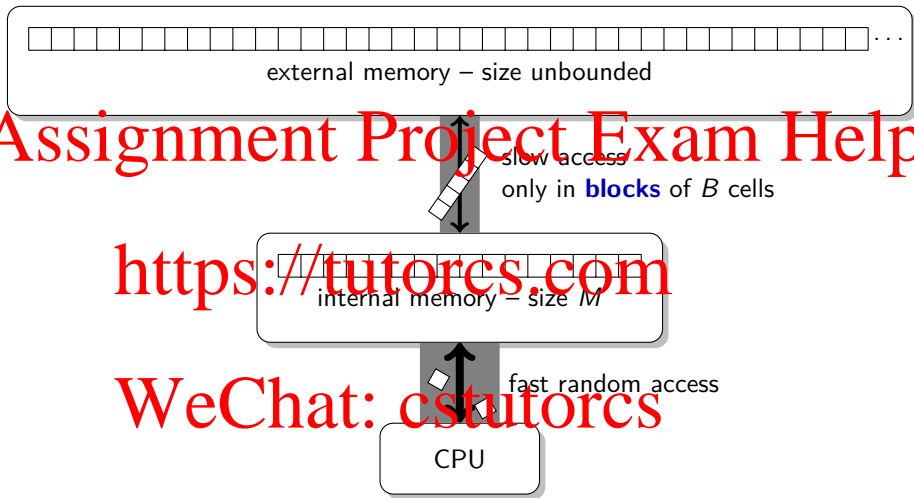 ...
external memory – size unbounded
Assignment Project Exam Help
slow access
only in blocks of B cells
https://tutorcs.com
internal memory – size M
fast random access
WeChat: cstutorcs
CPU